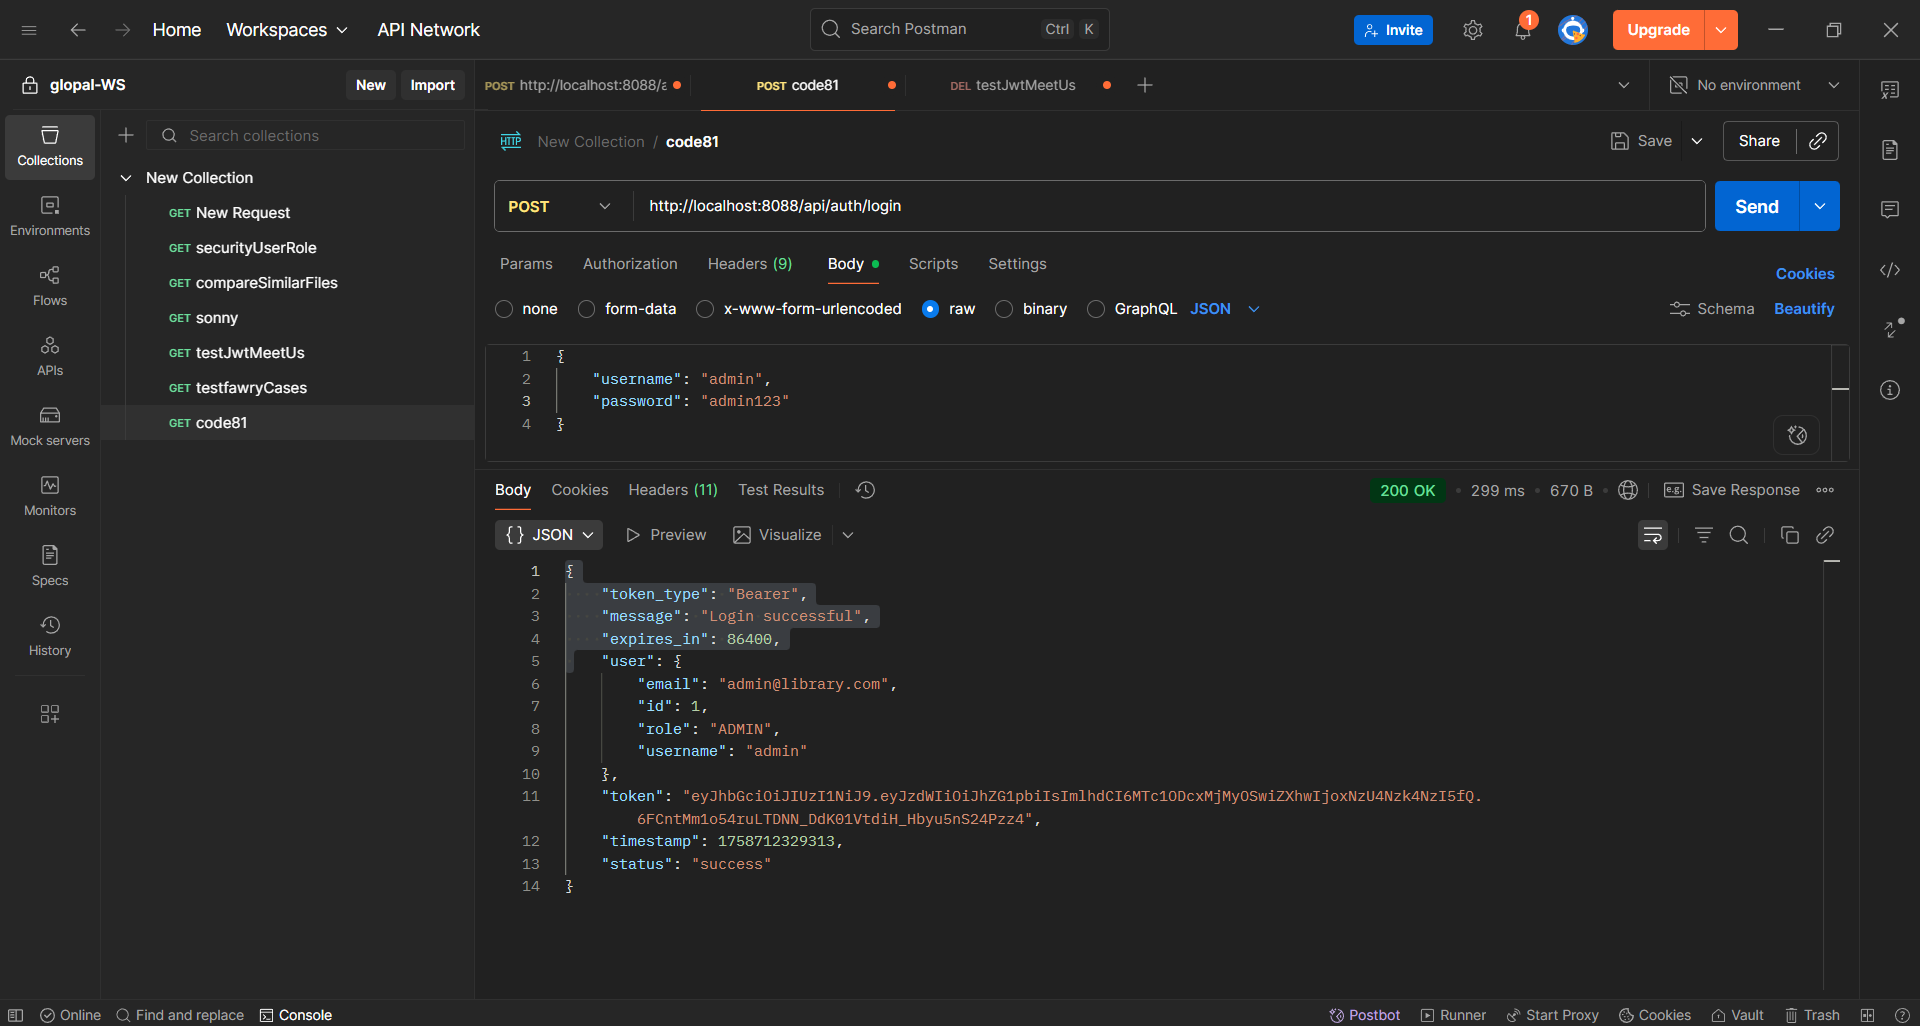 Home Workspaces API Network Search Postman Ctrl K Invite 1 Upgrade
glopal-WS New Import POST http://localhost:8088/a POST code81 DEL testJwtMeetUs No environment
Collections
Environments
Flows
APIs
Mock servers
Monitors
Specs
History
Search collections
New Collection
GET New Request
GET securityUserRole
GET compareSimilarFiles
GET sonny
GET testJwtMeetUs
GET testfawryCases
GET code81
HTTP New Collection / code81 Save Share
POST http://localhost:8088/api/auth/login Send
Params Authorization Headers (9) Body Scripts Settings Cookies
none form-data x-www-form-urlencoded raw binary GraphQL JSON Schema Beautify
1 {
2 "username": "admin",
3 "password": "admin123"
4 }
Body Cookies Headers (11) Test Results 200 OK 299 ms 670 B e.g. Save Response
{} JSON Preview Visualize
1 {
2 "token_type": "Bearer",
3 "message": "Login successful",
4 "expires_in": 86400,
5 "user": {
6 "email": "admin@library.com",
7 "id": 1,
8 "role": "ADMIN",
9 "username": "admin"
10 },
11 "token": "eyJhbGciOiJIUzI1NiJ9.eyJzdWIiOiJhZG1pbiIsImlhdCI6MTc1ODcxMjMyOSwiZXhwIjoxNzU4Nzk4NzI5fQ.
6FCntMm1o54ruLTDNN_DdK01VtdiH_Hbyu5nS24Pzz4",
12 "timestamp": 1758712329313,
13 "status": "success"
14 }
Online Find and replace Console Postbot Runner Start Proxy Cookies Vault Trash